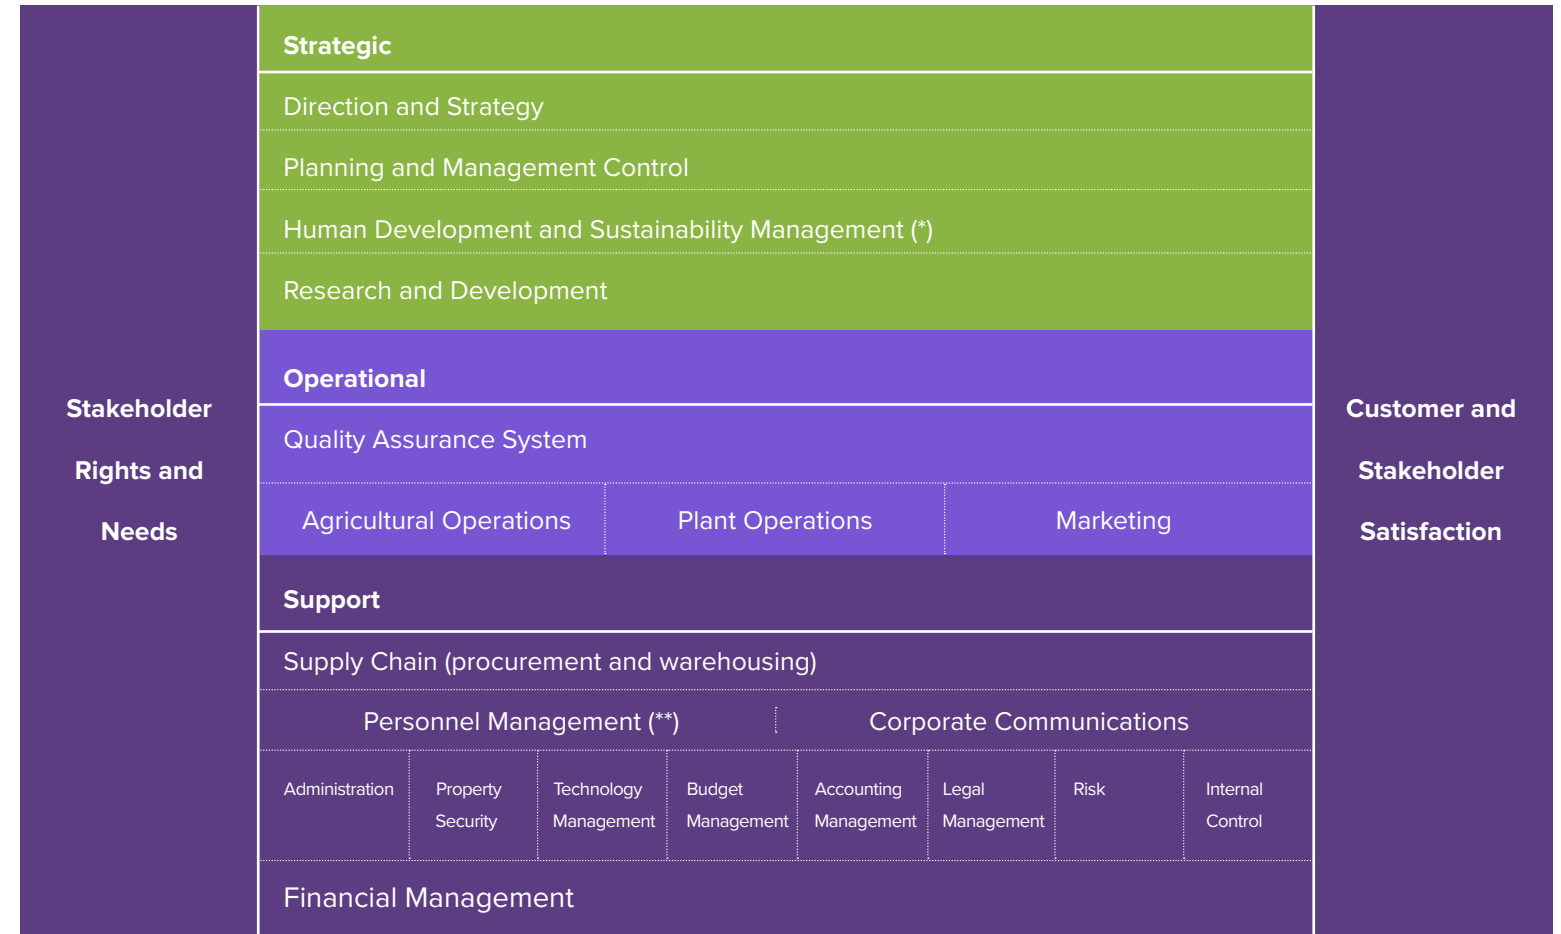 Strategic
Direction and Strategy
Planning and Management Control
Human Development and Sustainability Management (*)
Research and Development
Stakeholder
Rights and
Needs
Operational
Quality Assurance System
Agricultural Operations
Plant Operations
Marketing
Customer and
Stakeholder
Satisfaction
Support
Supply Chain (procurement and warehousing)
Personnel Management (**)
Corporate Communications
Administration
Property
Security
Technology
Management
Budget
Management
Accounting
Management
Legal
Management
Risk
Internal
Control
Financial Management